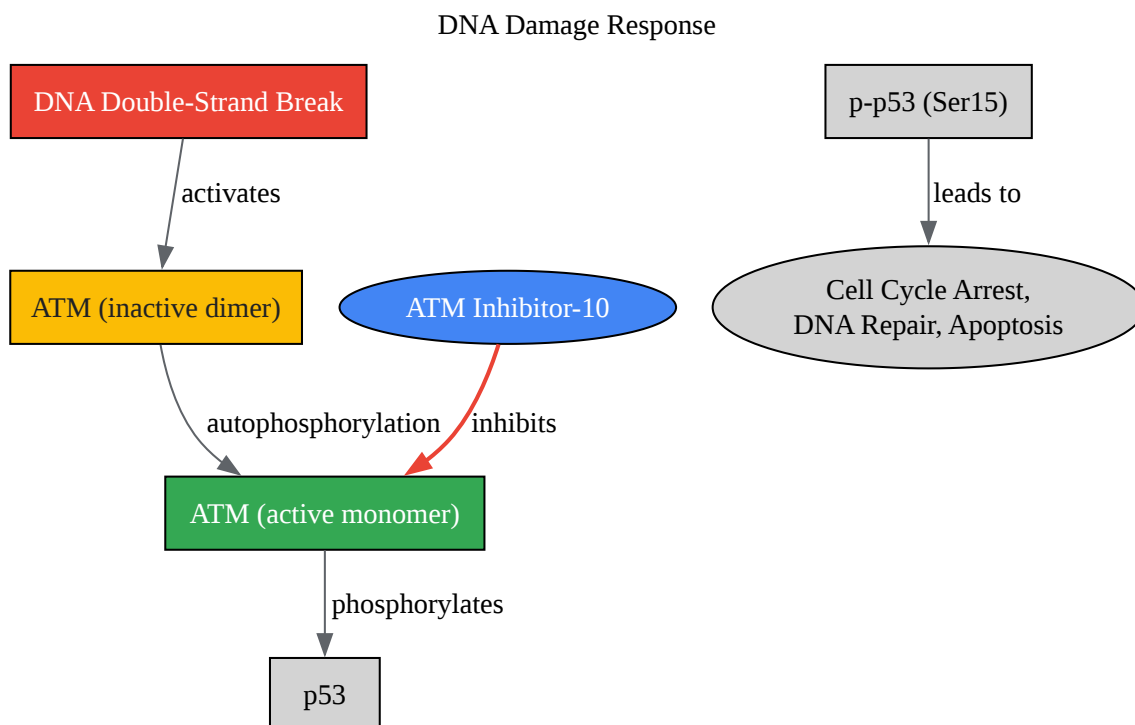 DNA Damage Response
DNA Double-Strand Break
p-p53 (Ser15)
activates
leads to
ATM (inactive dimer)
ATM Inhibitor-10
Cell Cycle Arrest,
DNA Repair, Apoptosis
autophosphorylation
inhibits
ATM (active monomer)
phosphorylates
p53